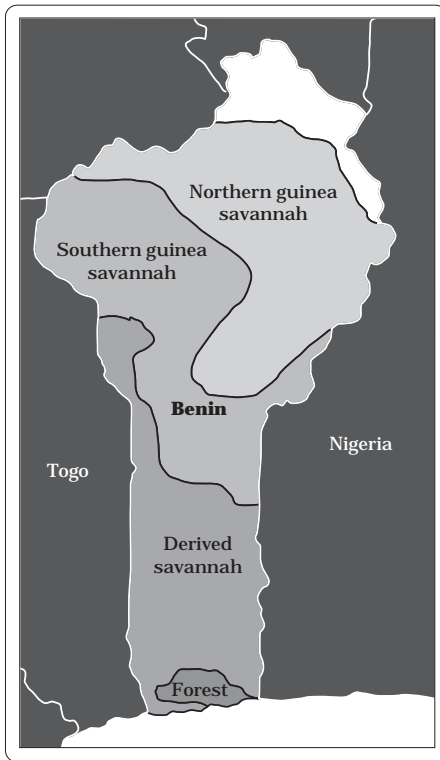 Northern guinea
savannah
Southern guinea
savannah
Benin
Nigeria
Togo
Derived
savannah
Forest